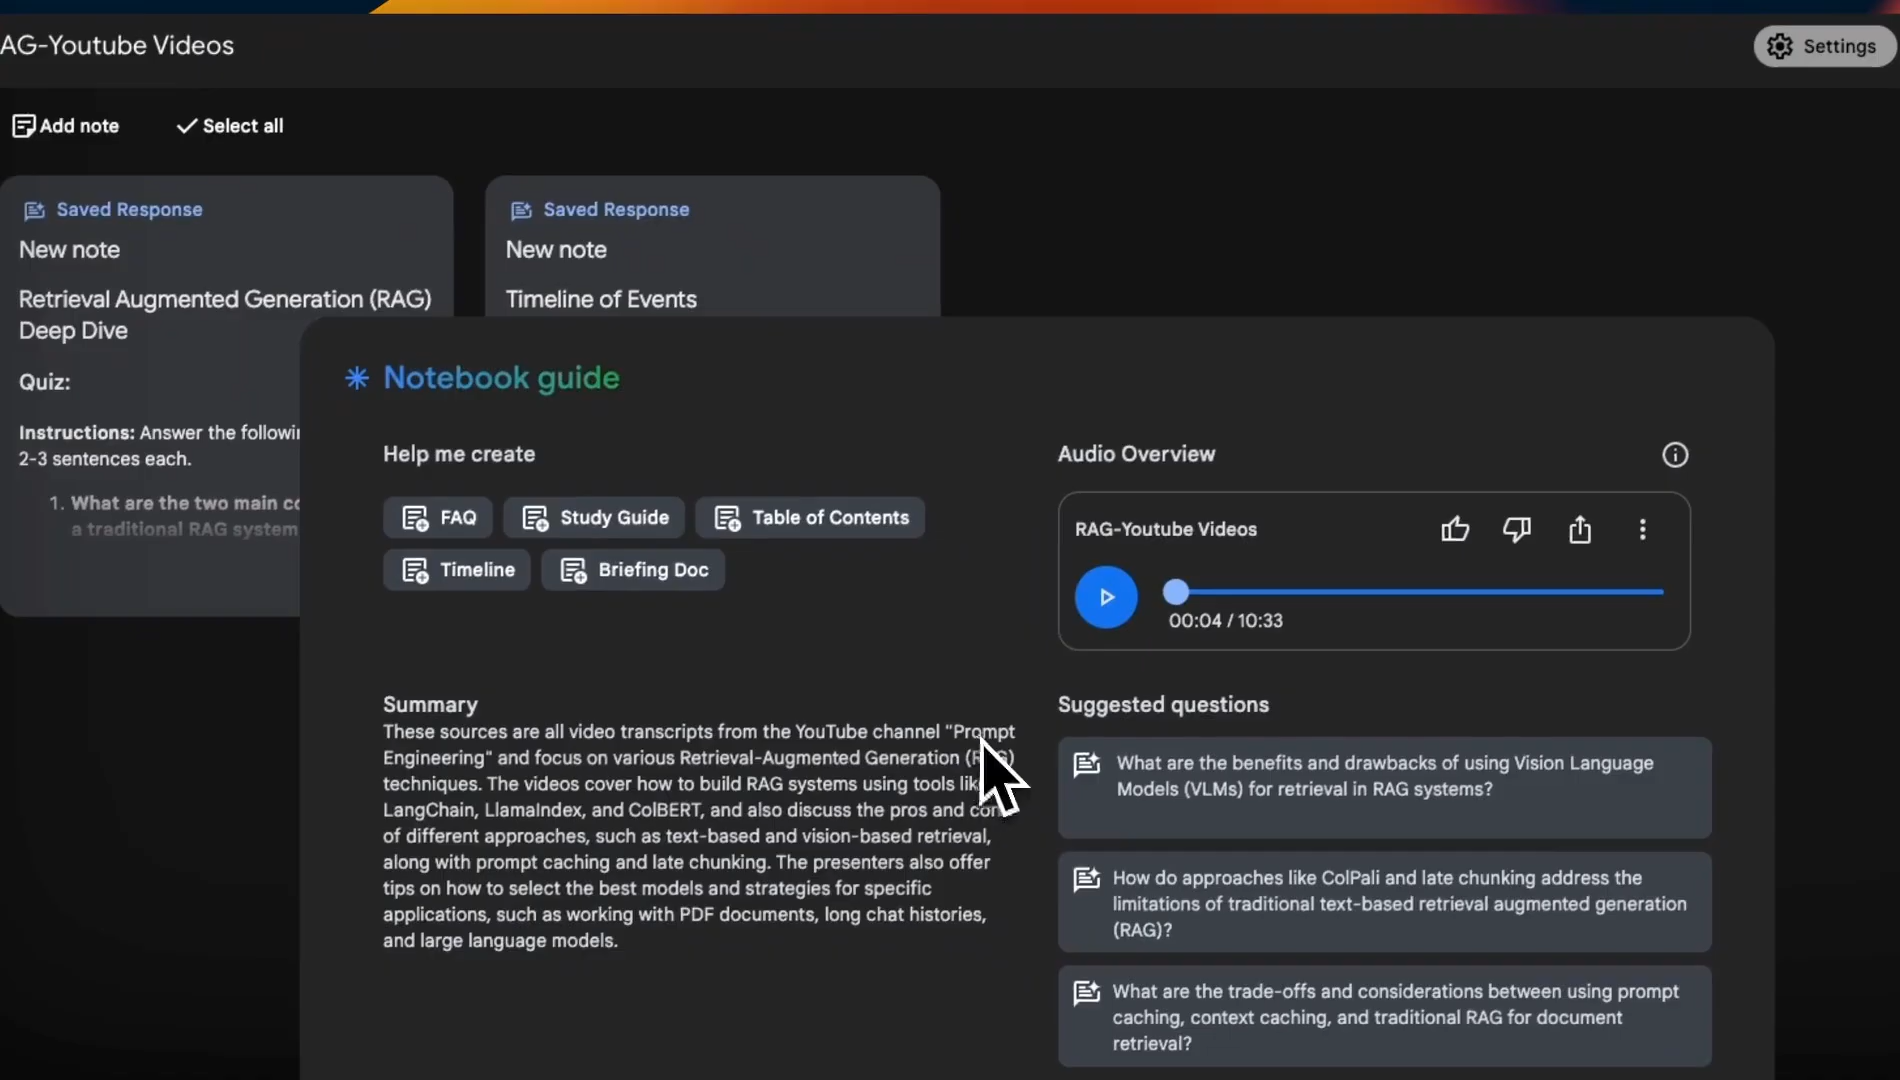 AG-Youtube Videos
Settings
Add note
Select all
Saved Response
New note
Retrieval Augmented Generation (RAG)
Deep Dive
Quiz:
Instructions: Answer the
2-3 sentences each.
1. What are the two main
a traditional RAG system
Saved Response
New note
Timeline of Events
Notebook guide
Help me create
FAQ
Study Guide
Table of Contents
Timeline
Briefing Doc
Summary
These sources are all video transcripts from the YouTube channel "Prompt
Engineering" and focus on various Retrieval-Augmented Generation (RAG)
techniques. The videos cover how to build RAG systems using tools
LangChain, LlamaIndex, and ColBERT, and also discuss the pros and
of different approaches, such as text-based and vision-based retrieval,
along with prompt caching and late chunking. The presenters also offer
tips on how to select the best models and strategies for specific
applications, such as working with PDF documents, long chat histories,
and large language models.
Audio Overview
RAG-Youtube Videos
00:04 / 10:33
Suggested questions
What are the benefits and drawbacks of using Vision Language
Models (VLMs) for retrieval in RAG systems?
How do approaches like ColPali and late chunking address the
limitations of traditional text-based retrieval augmented generation
(RAG)?
What are the trade-offs and considerations between using prompt
caching, context caching, and traditional RAG for document
retrieval?